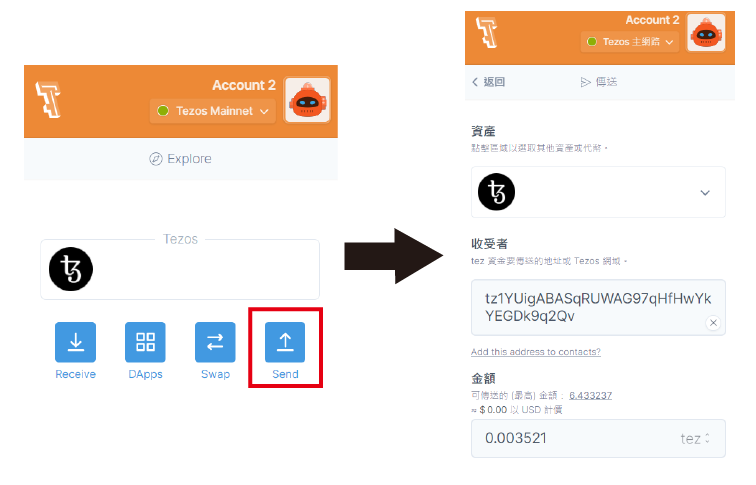 Account 2
Tezos Mainnet
Explore
Tezos
Receive
DApps
Swap
Send
Account 2
Tezos 主網路
返回
傳送
資產
點擊區域以選取其他資產或代幣。
收受者
tez 資金要傳送的地址或 Tezos 網域。
tz1YUigABASqRUWAG97qHfHwYk
YEGDk9q2Qv
Add this address to contacts?
金額
可傳送的 (最高) 金額： 6.433237
≈ $ 0.00 以 USD 計價
0.003521
tez